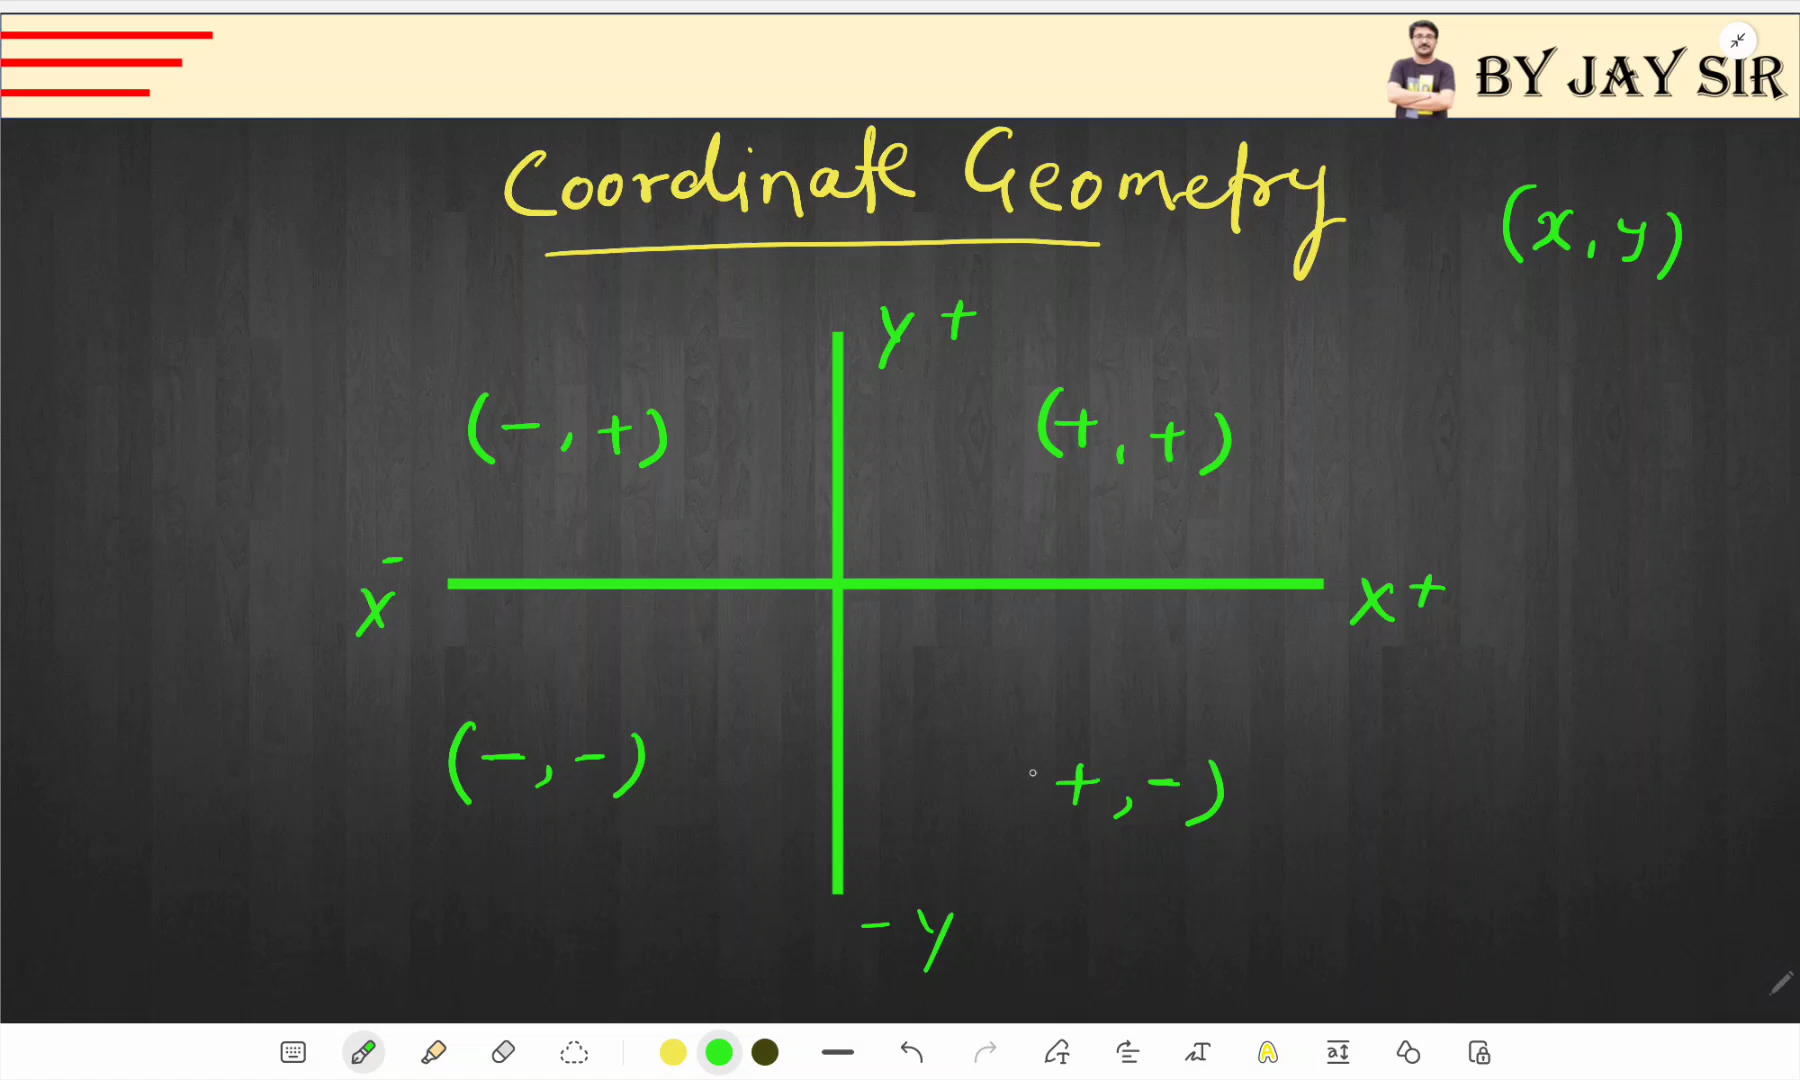 BY JAY SIR
Coordinate Geometry
(x, y)
y +
(-, +)
(+, +)
x -
x +
(-, -)
+, -)
- y